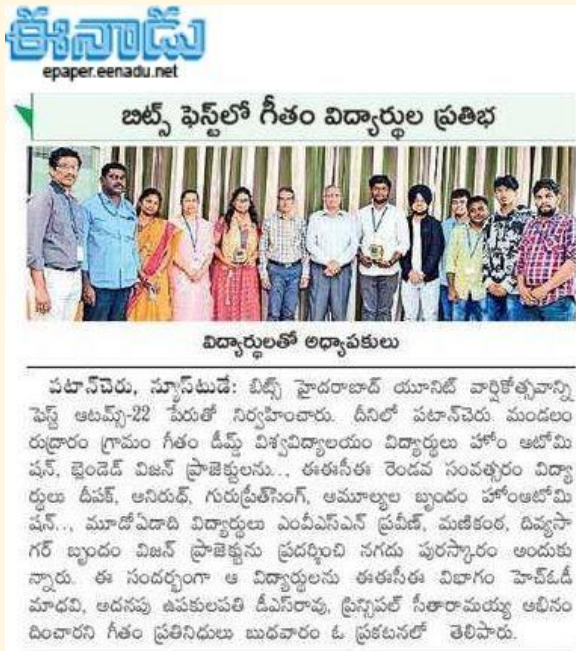 ఈనాడు
epaper.eenadu.net
బిట్స్ ఫెస్ట్‌లో గీతం విద్యార్థుల ప్రతిభ
విద్యార్థులతో అధ్యాపకులు
పటాన్‌చెరు, న్యూస్‌టుడే: బిట్స్ హైదరాబాద్ యూనిట్ వార్షికోత్సవాన్ని
ఫెస్ట్ ఆటమ్స్-22 పేరుతో నిర్వహించారు. దీనిలో పటాన్‌చెరు మండలం
రుద్రారం గ్రామం గీతం డీమ్డ్ విశ్వవిద్యాలయం విద్యార్థులు హోం ఆటోమి
షన్, బ్లెండెడ్ విజన్ ప్రాజెక్టులను.., ఈఈసీఈ రెండవ సంవత్సరం విద్యా
ర్థులు దీపక్, అనిరుధ్, గురుప్రీత్‌సింగ్, అమూల్యల బృందం హోంఆటోమి
షన్.., మూడోఏడాది విద్యార్థులు ఎంవీఎస్ఎన్ ప్రవీణ్, మణికంఠ, దివ్యసా
గర్ బృందం విజన్ ప్రాజెక్టును ప్రదర్శించి నగదు పురస్కారం అందుకు
న్నారు. ఈ సందర్భంగా ఆ విద్యార్థులను ఈఈసీఈ విభాగం హెచ్ఓడీ
మాధవి, అదనపు ఉపకులపతి డీఎస్‌రావు, ప్రిన్సిపల్ సీతారామయ్య అభినం
దించారని గీతం ప్రతినిధులు బుధవారం ఓ ప్రకటనలో తెలిపారు.